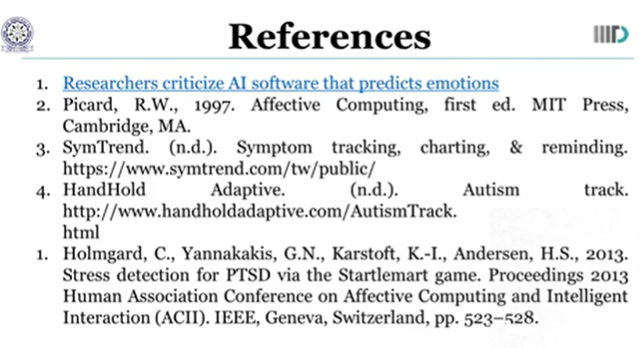 References
1. Researchers criticize AI software that predicts emotions
2. Picard, R.W., 1997. Affective Computing, first ed. MIT Press,
Cambridge, MA.
3. SymTrend. (n.d.). Symptom tracking, charting, & reminding.
https://www.symtrend.com/tw/public/
4. HandHold Adaptive. (n.d.). Autism track.
http://www.handholdadaptive.com/AutismTrack.
html
1. Holmgard, C., Yannakakis, G.N., Karstoft, K.-I., Andersen, H.S., 2013.
Stress detection for PTSD via the Startlemart game. Proceedings 2013
Human Association Conference on Affective Computing and Intelligent
Interaction (ACII). IEEE, Geneva, Switzerland, pp. 523–528.